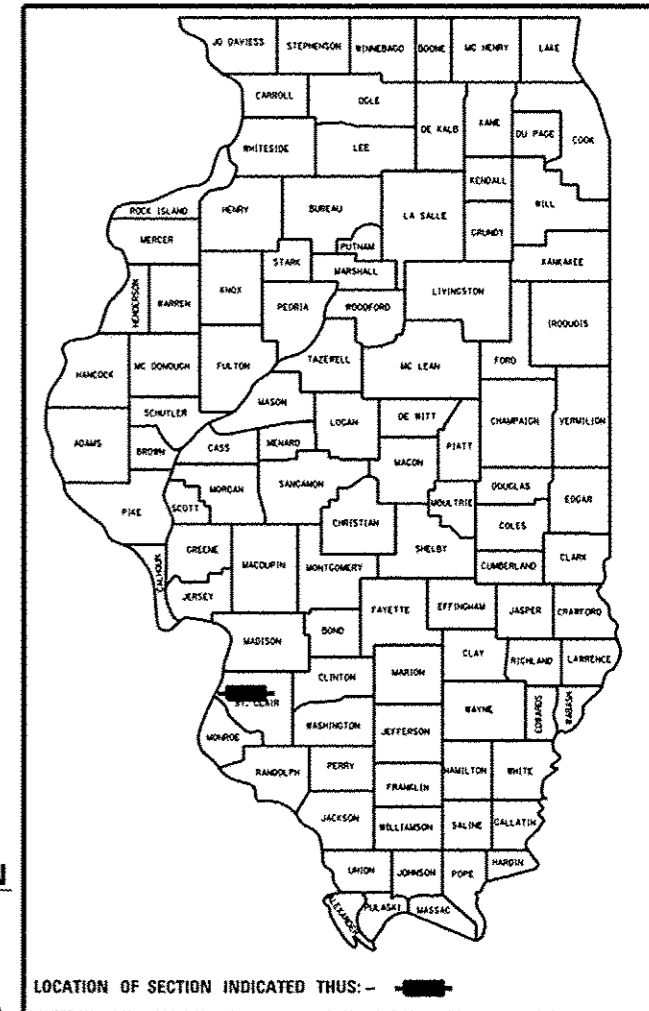 JO DAVIESS STEPHENSON WINNEBAGO BOONE MC HENRY LAKE
CARROLL OGLE DE KALB KANE DU PAGE COOK
WHITESIDE LEE KENDALL WILL
ROCK ISLAND HENRY BUREAU LA SALLE GRUNDY
MERCER PUTNAM KANKAKEE
STARK MARSHALL
HENDERSON WARREN KNOX PEORIA WOODFORD LIVINGSTON IROQUOIS
HANCOCK MC DONOUGH FULTON TAZEWELL MC LEAN FORD
SCHUYLER MASON LOGAN DE WITT CHAMPAIGN VERMILION
ADAMS BROWN CASS MENARD MACON PIATT
PIKE SCOTT MORGAN SANGAMON CHRISTIAN MOULTRIE DOUGLAS EDGAR
COLES
CALHOUN GREENE MACOUPIN MONTGOMERY SHELBY CUMBERLAND CLARK
JERSEY FAYETTE EFFINGHAM JASPER CRAWFORD
MADISON BOND CLAY RICHLAND LAWRENCE
CLINTON MARION
ST. CLAIR WAYNE EDWARDS WABASH
MONROE WASHINGTON JEFFERSON
RANDOLPH PERRY HAMILTON WHITE
FRANKLIN
JACKSON WILLIAMSON SALINE GALLATIN
UNION JOHNSON POPE HARDIN
ALEXANDER PULASKI MASSAC
LOCATION OF SECTION INDICATED THUS: -